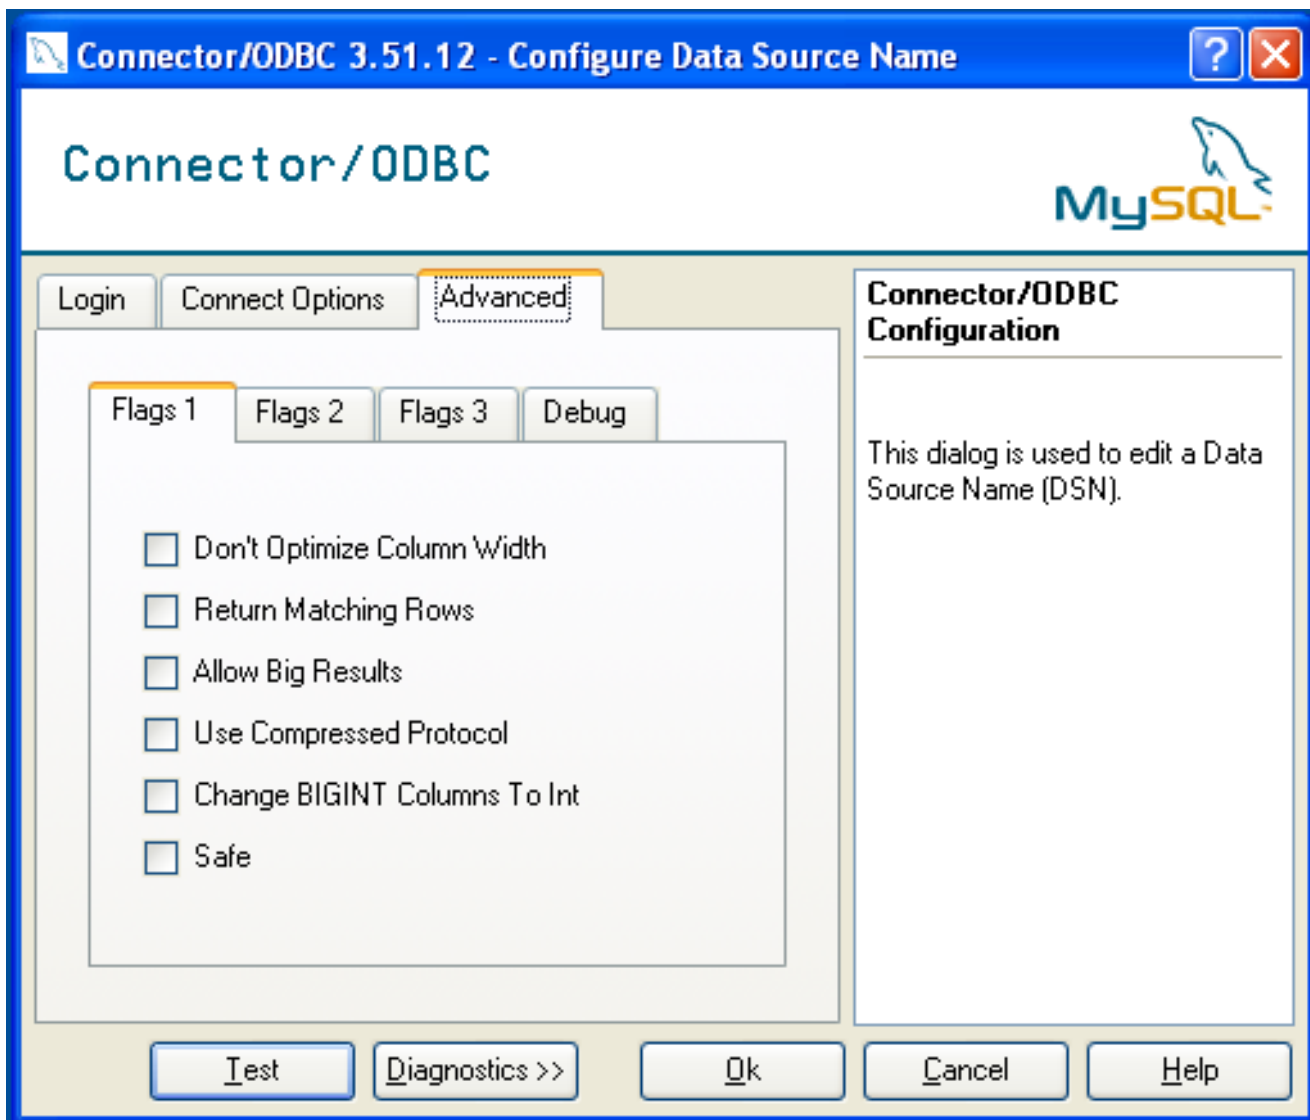 Connector/ODBC 3.51.12 - Configure Data Source Name
?
Connector/ODBC
MySQL
Login
Connect Options
Advanced
Flags 1
Flags 2
Flags 3
Debug
Don't Optimize Column Width
Return Matching Rows
Allow Big Results
Use Compressed Protocol
Change BIGINT Columns To Int
Safe
Connector/ODBC
Configuration
This dialog is used to edit a Data
Source Name (DSN).
Test
Diagnostics >>
Ok
Cancel
Help